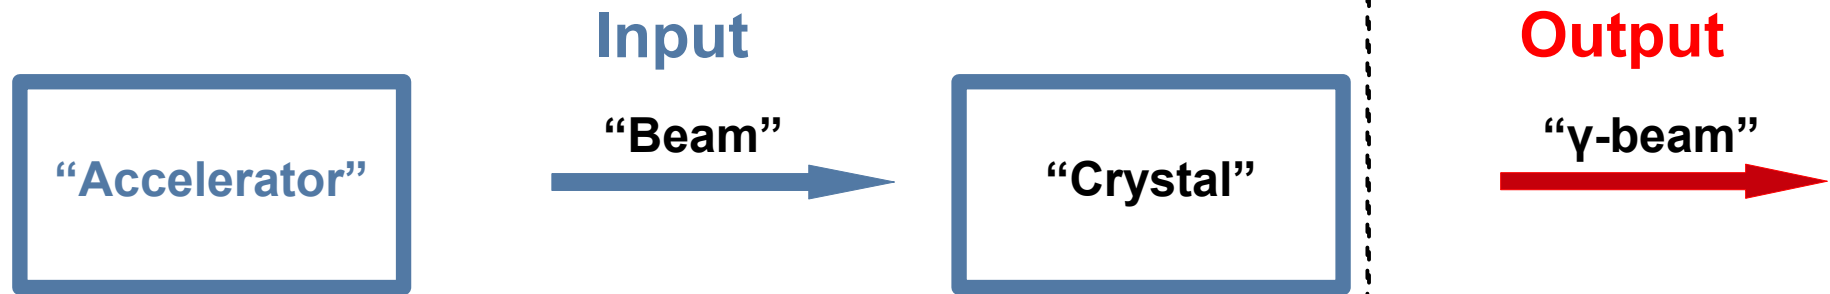 Input
Output
“Beam”
“γ-beam”
“Accelerator”
“Crystal”